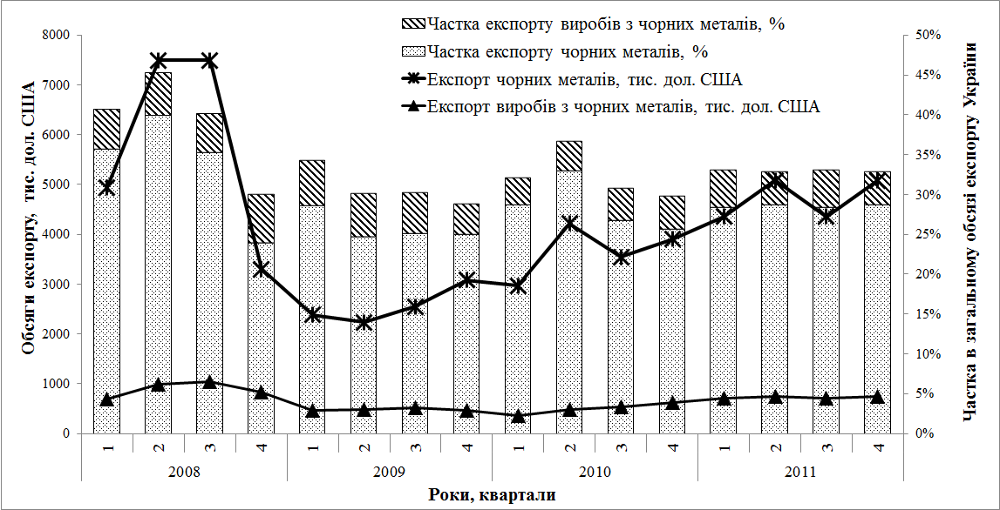 Частка експорту виробів з чорних металів, %
Частка експорту чорних металів, %
Експорт чорних металів, тис. дол. США
Експорт виробів з чорних металів, тис. дол. США
Обсяги експорту, тис. дол. США
8000
7000
6000
5000
4000
3000
2000
1000
0
50%
45%
40%
35%
30%
25%
20%
15%
10%
5%
0%
Частка в загальному обсязі експорту України
1 2 3 4 1 2 3 4 1 2 3 4 1 2 3 4
2008 2009 2010 2011
Роки, квартали